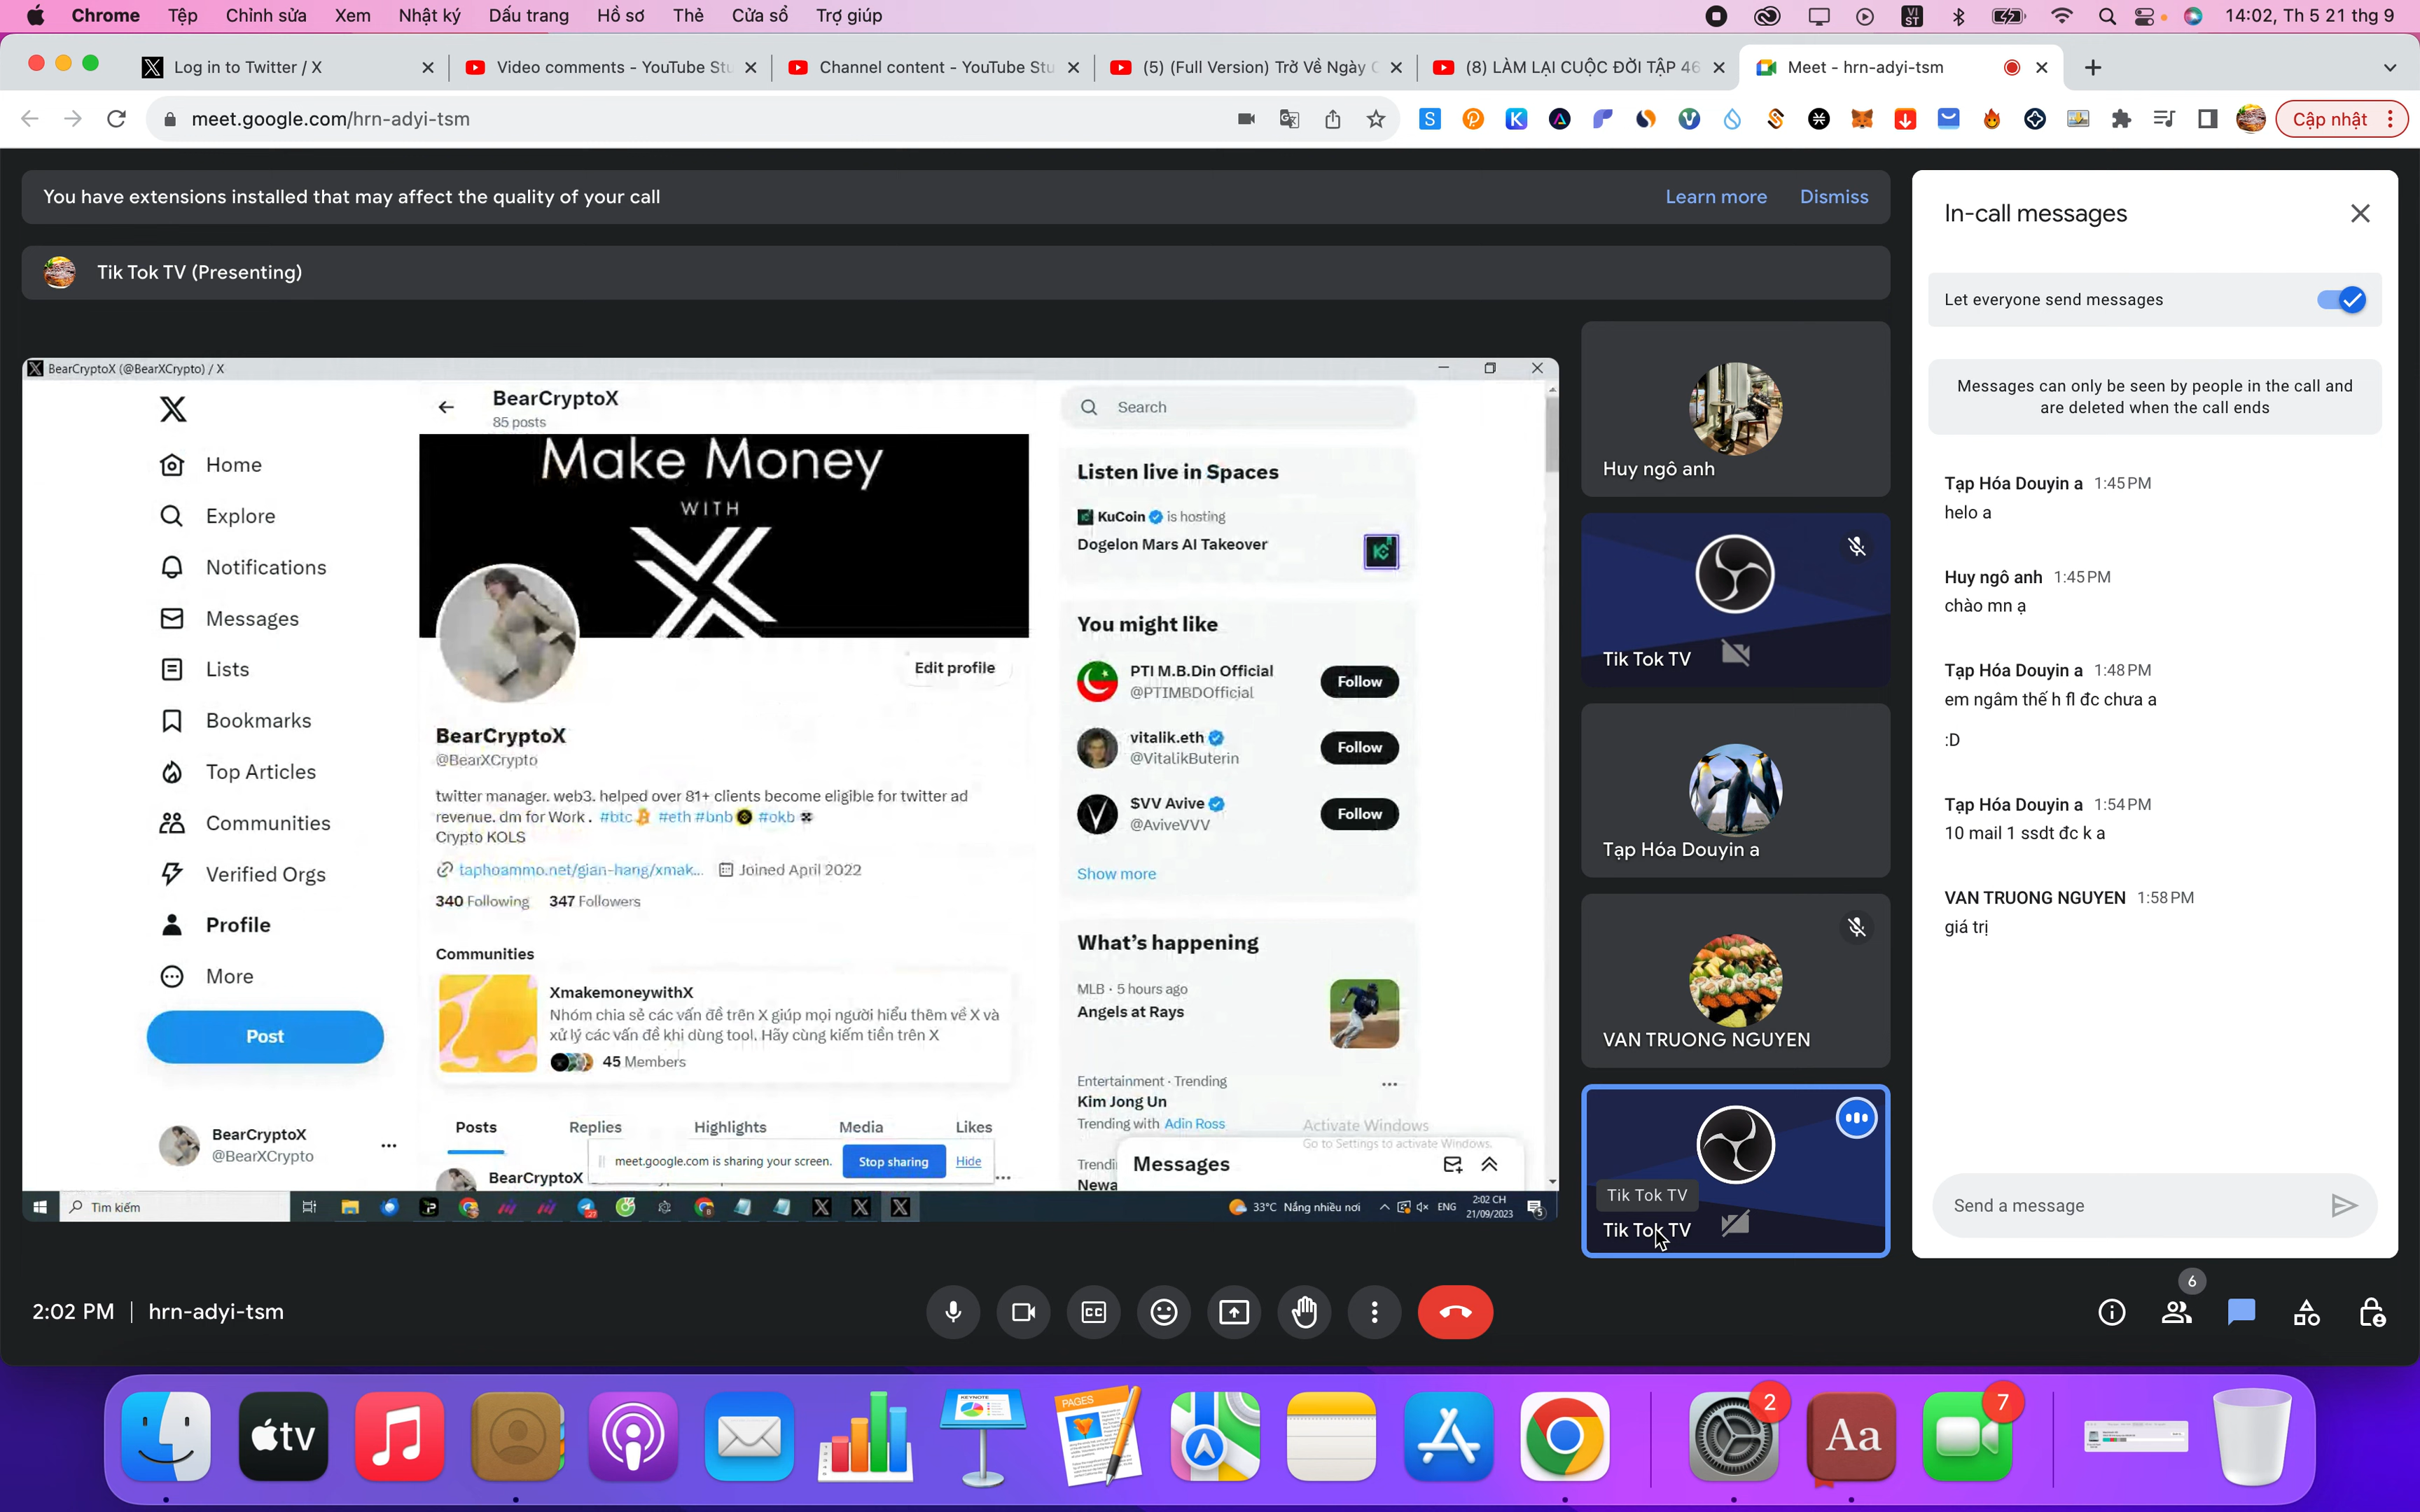 Chrome Tệp Chỉnh sửa Xem Nhật ký Dấu trang Hồ sơ Thẻ Cửa sổ Trợ giúp
VI ST
14:02, Th 5 21 thg 9
Log in to Twitter / X
Video comments - YouTube Stu
Channel content - YouTube Stu
(5) (Full Version) Trở Về Ngày C
(8) LÀM LẠI CUỘC ĐỜI TẬP 46
Meet - hrn-adyi-tsm
meet.google.com/hrn-adyi-tsm
Cập nhật
You have extensions installed that may affect the quality of your call
Learn more Dismiss
Tik Tok TV (Presenting)
BearCryptoX (@BearXCrypto) / X
Home
Explore
Notifications
Messages
Lists
Bookmarks
Top Articles
Communities
Verified Orgs
Profile
More
Post
BearCryptoX
@BearXCrypto
BearCryptoX
85 posts
Make Money
WITH
X
Edit profile
BearCryptoX
@BearXCrypto
twitter manager. web3. helped over 81+ clients become eligible for twitter ad
revenue. dm for Work . #btc #eth #bnb #okb
Crypto KOLS
taphoammo.net/gian-hang/xmak... Joined April 2022
340 Following 347 Followers
Communities
XmakemoneywithX
Nhóm chia sẻ các vấn đề trên X giúp mọi người hiểu thêm về X và
xử lý các vấn đề khi dùng tool. Hãy cùng kiếm tiền trên X
45 Members
Posts Replies Highlights Media Likes
BearCryptoX
meet.google.com is sharing your screen. Stop sharing Hide
Search
Listen live in Spaces
KuCoin is hosting
Dogelon Mars AI Takeover
You might like
PTI M.B.Din Official
@PTIMBDOfficial
Follow
vitalik.eth
@VitalikButerin
Follow
$VV Avive
@AviveVVV
Follow
Show more
What's happening
MLB · 5 hours ago
Angels at Rays
Entertainment · Trending
Kim Jong Un
Trending with Adin Ross
Activate Windows
Go to Settings to activate Windows.
Trendi
Newa
Messages
Tìm kiếm
27
33°C Nắng nhiều nơi
ENG
2:02 CH
21/09/2023
5
Huy ngô anh
Tik Tok TV
Tạp Hóa Douyin a
VAN TRUONG NGUYEN
Tik Tok TV
Tik Tok TV
In-call messages
Let everyone send messages
Messages can only be seen by people in the call and
are deleted when the call ends
Tạp Hóa Douyin a 1:45 PM
helo a
Huy ngô anh 1:45 PM
chào mn ạ
Tạp Hóa Douyin a 1:48 PM
em ngâm thế h fl đc chưa a
:D
Tạp Hóa Douyin a 1:54 PM
10 mail 1 ssdt đc k a
VAN TRUONG NGUYEN 1:58 PM
giá trị
Send a message
2:02 PM | hrn-adyi-tsm
CC
6
tv
KEYNOTE
PAGES
2
Aa
7